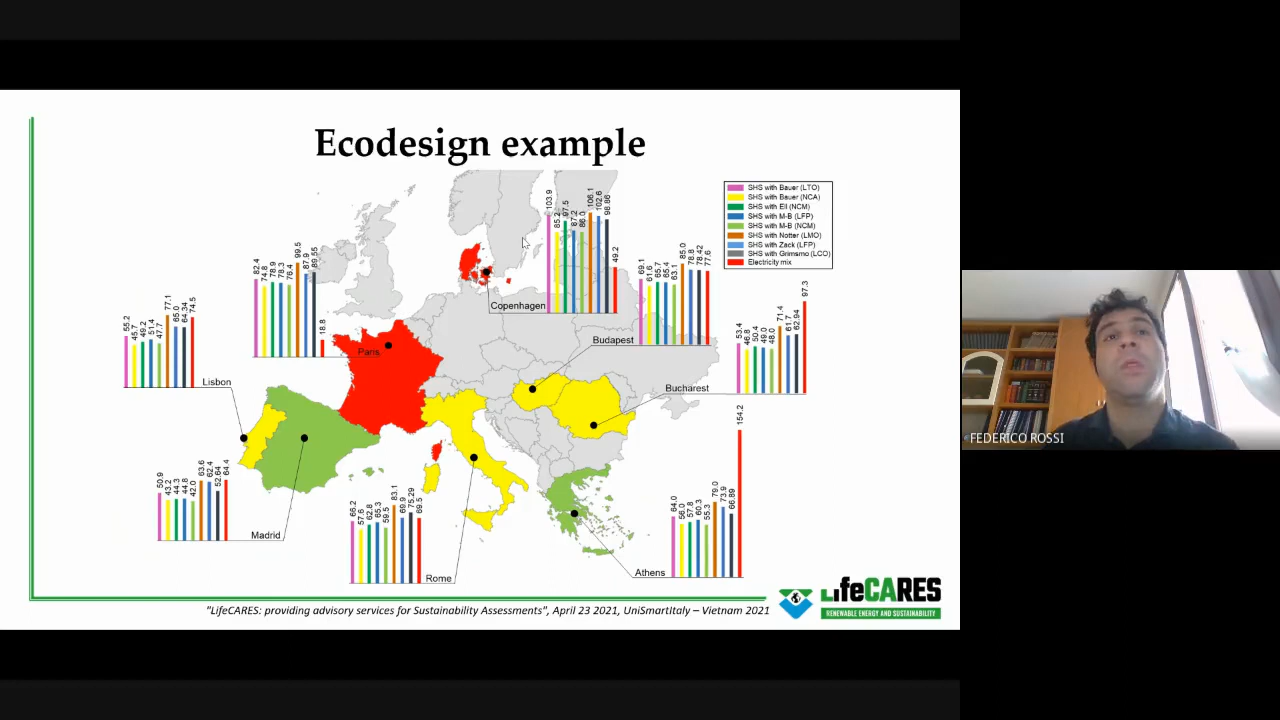 Ecodesign example
SHS with Bauer (LTO)
SHS with Bauer (NCA)
SHS with Ell (NCM)
SHS with M-B (LFP)
SHS with M-B (NCM)
SHS with Notter (LMO)
SHS with Zack (LFP)
SHS with Grimsmo (LCO)
Electricity mix
103.9 85.2 97.5 87.2 86.0 106.1 102.6 98.86 49.2
Copenhagen
82.4 74.8 78.9 78.3 76.4 99.5 87.9 89.55 18.8
Paris
69.1 61.6 65.7 65.4 63.1 85.0 78.8 78.42 77.6
Budapest
55.2 45.7 49.2 51.4 47.7 77.1 65.0 64.34 74.5
Lisbon
53.4 46.8 50.4 49.0 48.0 71.4 61.7 62.94 97.3
Bucharest
50.9 43.2 44.3 44.8 42.0 63.6 62.4 52.64 64.4
Madrid
66.2 57.6 62.8 65.3 59.5 83.1 69.9 75.29 69.5
Rome
64.0 56.0 57.8 60.3 55.3 79.0 73.9 66.89 154.2
Athens
FEDERICO ROSSI
LifeCARES
RENEWABLE ENERGY AND SUSTAINABILITY
"LifeCARES: providing advisory services for Sustainability Assessments", April 23 2021, UniSmartItaly – Vietnam 2021